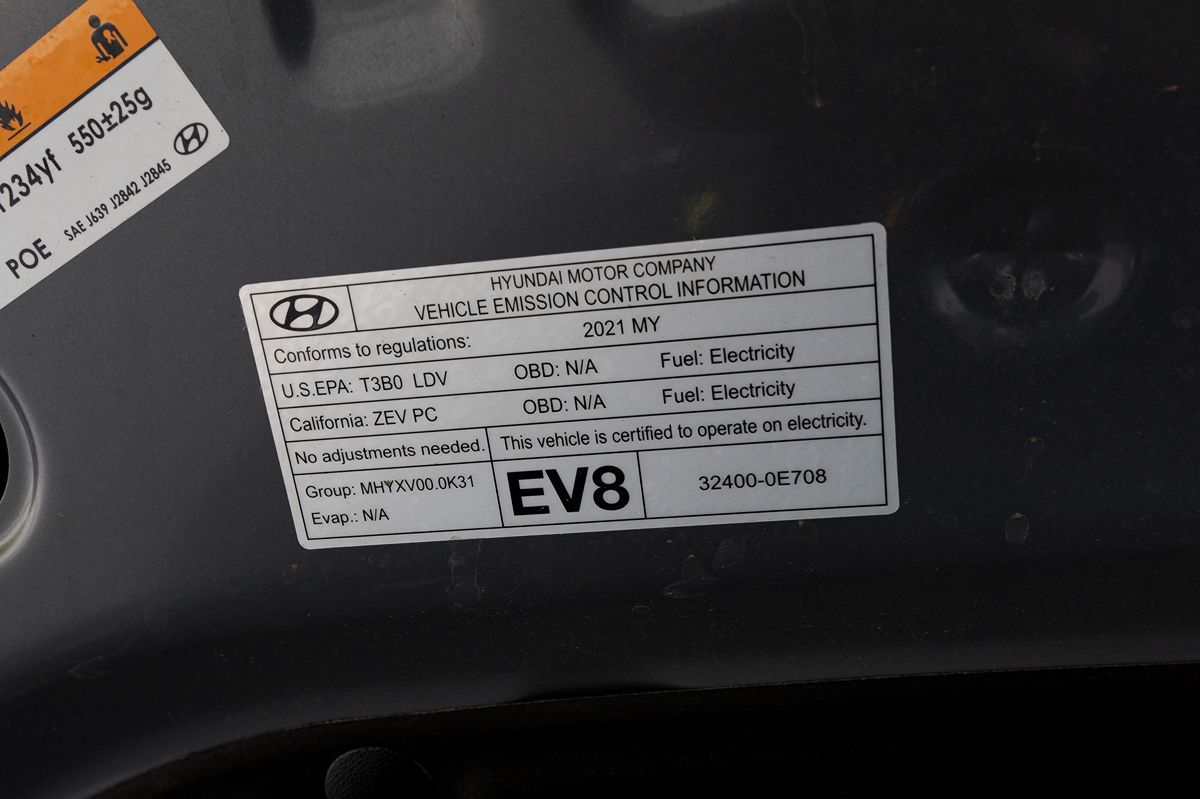 1234yf 550±25g
POE SAE J639 J2842 J2845
HYUNDAI MOTOR COMPANY
VEHICLE EMISSION CONTROL INFORMATION
Conforms to regulations: 2021 MY
U.S.EPA: T3B0 LDV OBD: N/A Fuel: Electricity
California: ZEV PC OBD: N/A Fuel: Electricity
No adjustments needed. This vehicle is certified to operate on electricity.
Group: MHYXV00.0K31
Evap.: N/A
EV8
32400-0E708